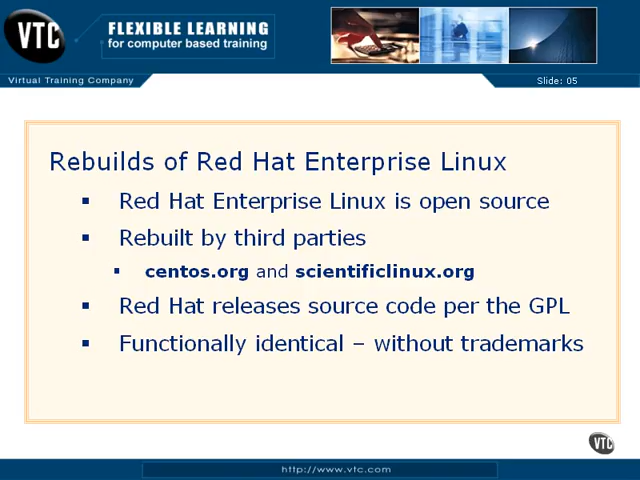 VTC
FLEXIBLE LEARNING
for computer based training
Virtual Training Company
Slide: 05
Rebuilds of Red Hat Enterprise Linux
▪ Red Hat Enterprise Linux is open source
▪ Rebuilt by third parties
▪ centos.org and scientificlinux.org
▪ Red Hat releases source code per the GPL
▪ Functionally identical – without trademarks
VTC
http://www.vtc.com